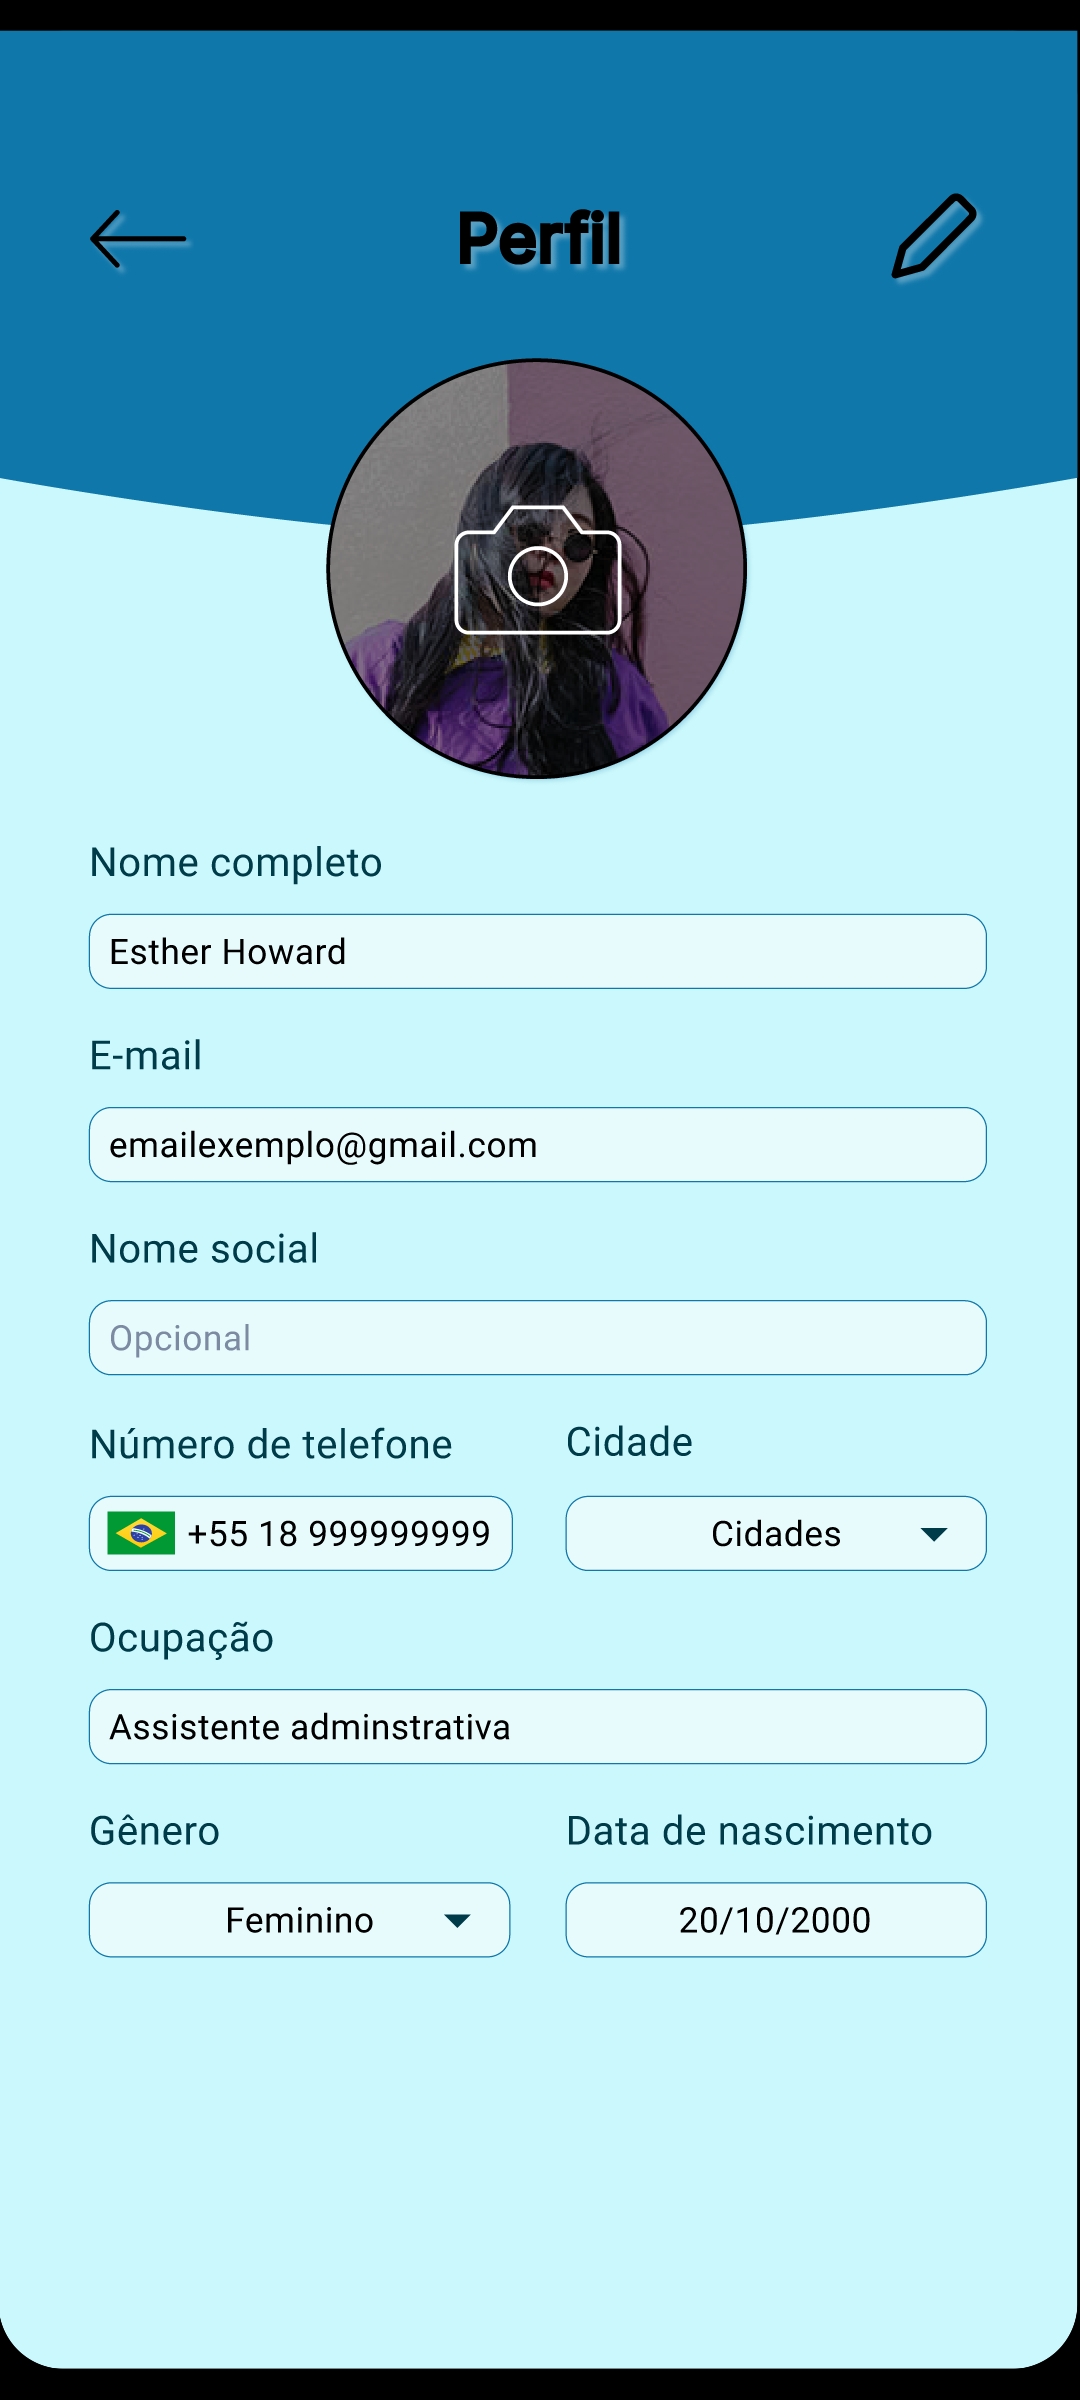 Perfil
Nome completo
Esther Howard
E-mail
emailexemplo@gmail.com
Nome social
Opcional
Número de telefone
Cidade
+55 18 999999999
Cidades
Ocupação
Assistente adminstrativa
Gênero
Data de nascimento
Feminino
20/10/2000